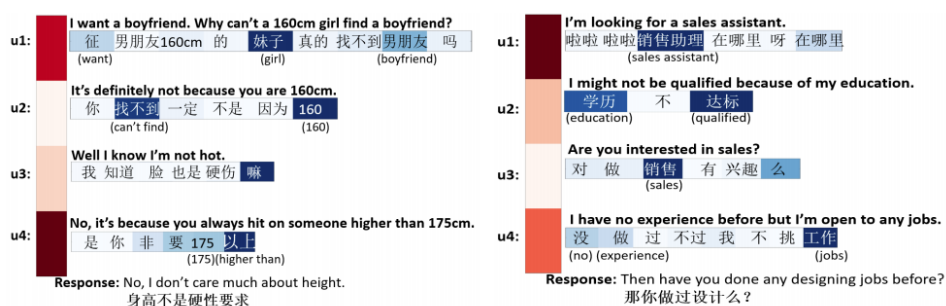 I want a boyfriend. Why can't a 160cm girl find a boyfriend?
u1:
征 男朋友160cm 的 妹子 真的 找不到 男朋友 吗
(want) (girl) (boyfriend)
It's definitely not because you are 160cm.
u2:
你 找不到 一定 不是 因为 160
(can't find) (160)
Well I know I'm not hot.
u3:
我 知道 脸 也是 硬伤 嘛
No, it's because you always hit on someone higher than 175cm.
u4:
是 你 非 要 175 以上
(175)(higher than)
Response: No, I don't care much about height.
身高不是硬性要求
I'm looking for a sales assistant.
u1:
啦啦 啦啦 销售助理 在哪里 呀 在哪里
(sales assistant)
I might not be qualified because of my education.
u2:
学历 不 达标
(education) (qualified)
Are you interested in sales?
u3:
对 做 销售 有 兴趣 么
(sales)
I have no experience before but I'm open to any jobs.
u4:
没 做 过 不过 我 不 挑 工作
(no) (experience) (jobs)
Response: Then have you done any designing jobs before?
那你做过设计么？